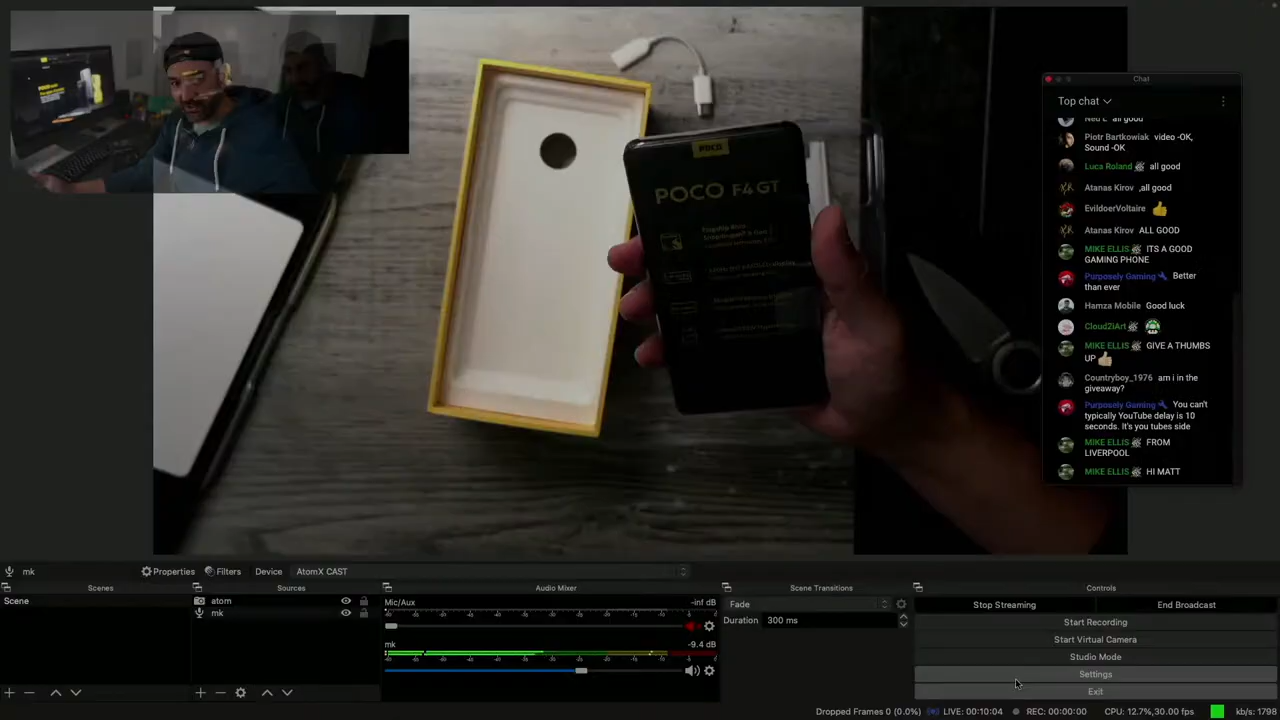 POCO
POCO F4 GT
Chat
Top chat
Ned L all good
Piotr Bartkowiak video -OK,
Sound -OK
Luca Roland all good
Atanas Kirov ,all good
EvildoerVoltaire
Atanas Kirov ALL GOOD
MIKE ELLIS ITS A GOOD
GAMING PHONE
Purposely Gaming Better
than ever
Hamza Mobile Good luck
Cloud2iArt
MIKE ELLIS GIVE A THUMBS
UP
Countryboy_1976 am i in the
giveaway?
Purposely Gaming You can't
typically YouTube delay is 10
seconds. It's you tubes side
MIKE ELLIS FROM
LIVERPOOL
MIKE ELLIS HI MATT
mk Properties Filters Device AtomX CAST
Scenes Sources Audio Mixer Scene Transitions Controls
Scene
atom
mk
Mic/Aux -inf dB
mk -9.4 dB
Fade
Duration 300 ms
Stop Streaming End Broadcast
Start Recording
Start Virtual Camera
Studio Mode
Settings
Exit
Dropped Frames 0 (0.0%) LIVE: 00:10:04 REC: 00:00:00 CPU: 12.7%,30.00 fps kb/s: 1798